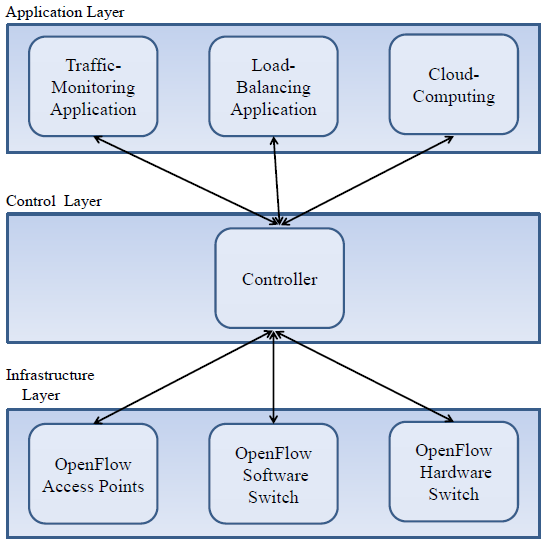 Application Layer
Traffic-
Monitoring
Application
Load-
Balancing
Application
Cloud-
Computing
Control Layer
Controller
Infrastructure
Layer
OpenFlow
Access Points
OpenFlow
Software
Switch
OpenFlow
Hardware
Switch